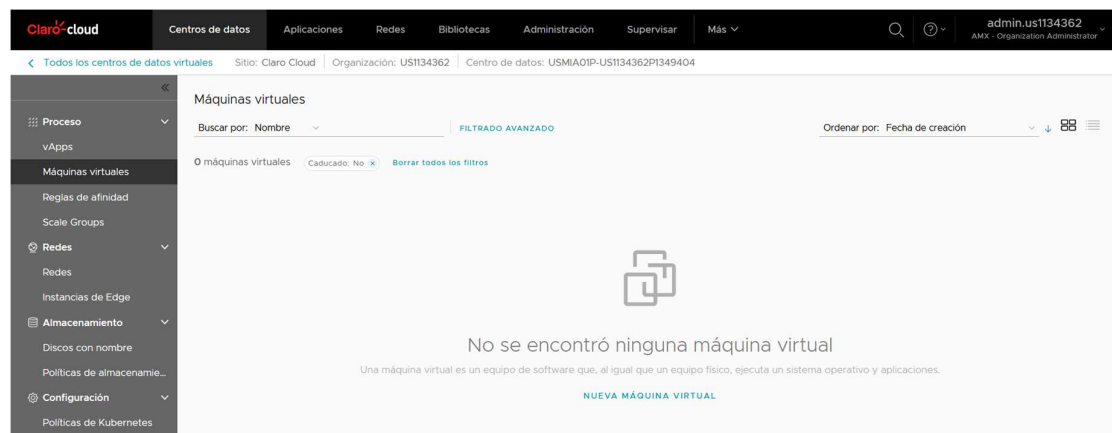 Claro-cloud Centros de datos Aplicaciones Redes Bibliotecas Administración Supervisar Más admin.us1134362
AMX - Organization Administrator
Todos los centros de datos virtuales Sitio: Claro Cloud Organización: US1134362 Centro de datos: USMIA01P-US1134362P1349404
Máquinas virtuales
Proceso
Buscar por: Nombre FILTRADO AVANZADO Ordenar por: Fecha de creación
vApps
0 máquinas virtuales Caducado: No × Borrar todos los filtros
Máquinas virtuales
Reglas de afinidad
Scale Groups
Redes
Redes
Instancias de Edge
Almacenamiento
Discos con nombre
Políticas de almacenamie...
Configuración
Políticas de Kubernetes
No se encontró ninguna máquina virtual
Una máquina virtual es un equipo de software que, al igual que un equipo físico, ejecuta un sistema operativo y aplicaciones.
NUEVA MÁQUINA VIRTUAL